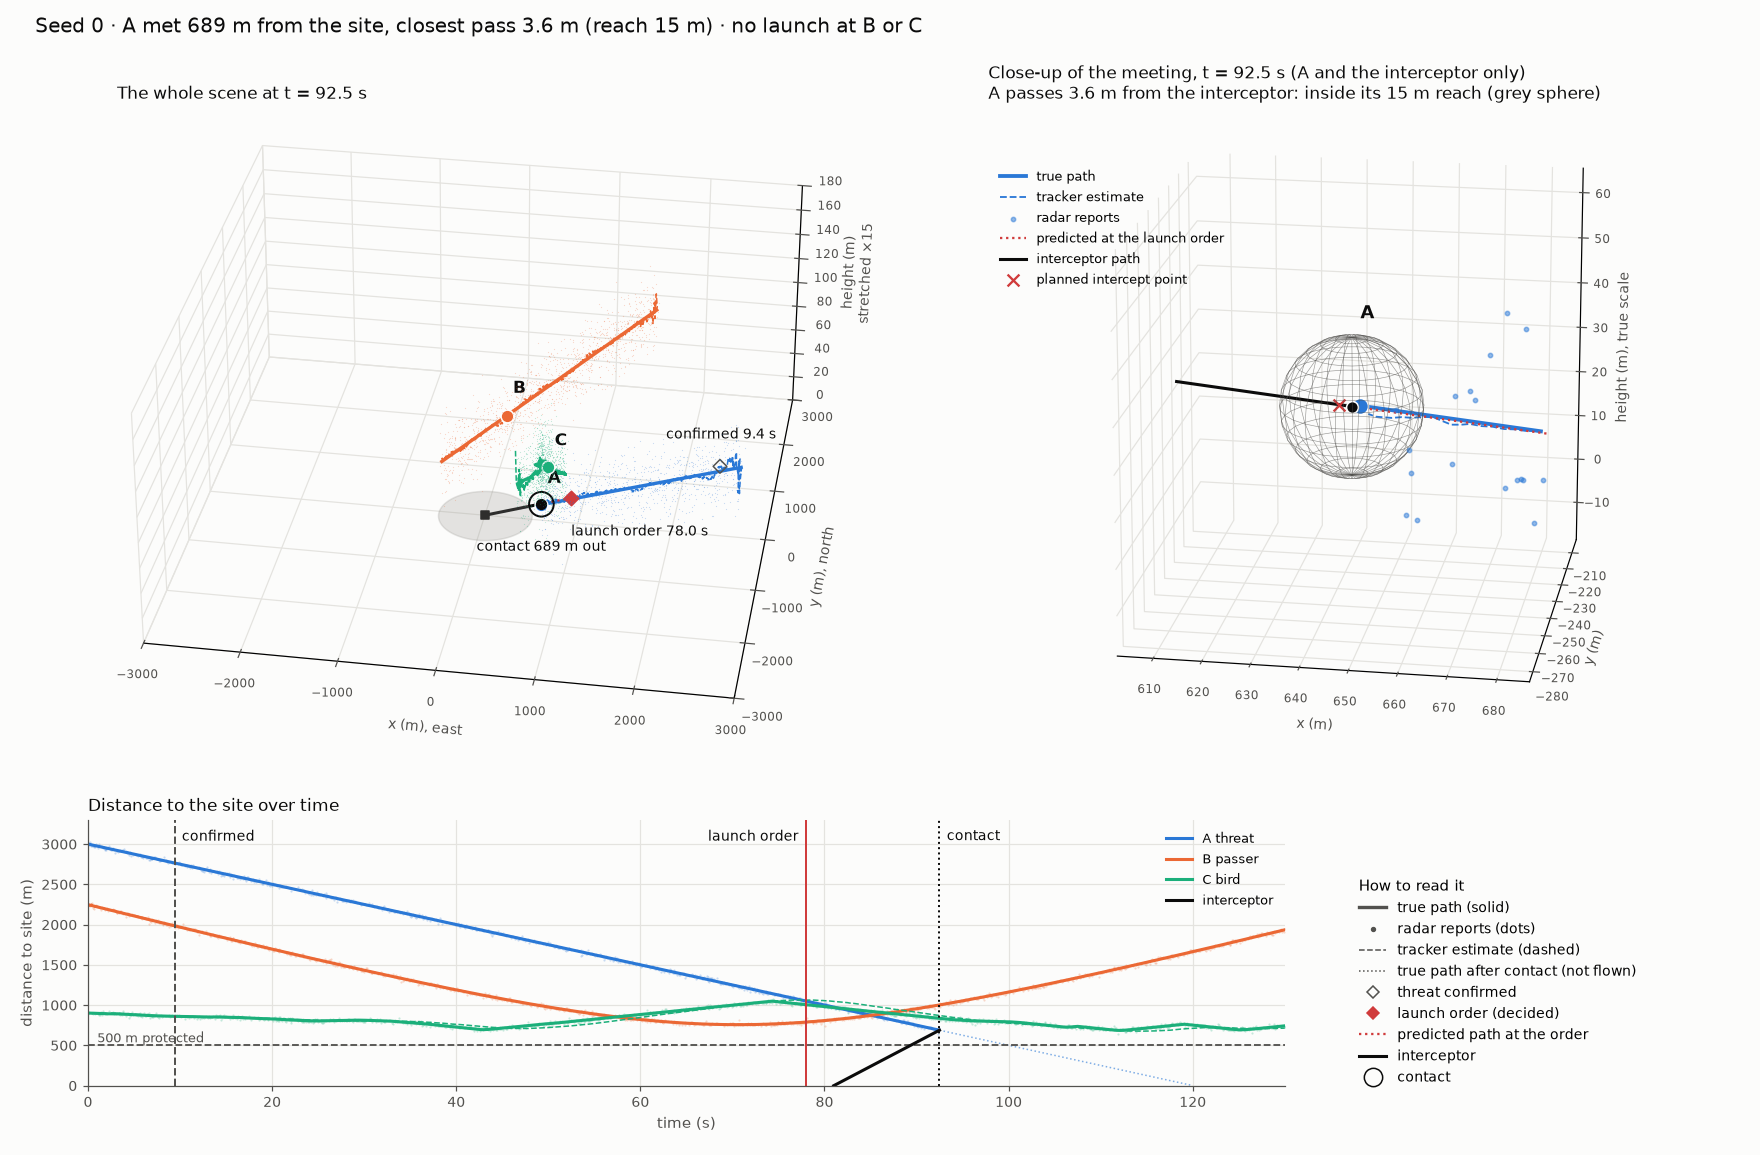 Seed 0 · A met 689 m from the site, closest pass 3.6 m (reach 15 m) · no launch at B or C
The whole scene at t = 92.5 s
180
160
140
120
100
80
60
40
20
0
height (m)
stretched ×15
3000
2000
1000
0
−1000
−2000
−3000
y (m), north
−3000
−2000
−1000
0
1000
2000
3000
x (m), east
B
C
A
confirmed 9.4 s
launch order 78.0 s
contact 689 m out
Close-up of the meeting, t = 92.5 s (A and the interceptor only)
A passes 3.6 m from the interceptor: inside its 15 m reach (grey sphere)
true path
tracker estimate
radar reports
predicted at the launch order
interceptor path
planned intercept point
A
60
50
40
30
20
10
0
−10
height (m), true scale
−210
−220
−230
−240
−250
−260
−270
−280
y (m)
610
620
630
640
650
660
670
680
x (m)
Distance to the site over time
confirmed
launch order
contact
A threat
B passer
C bird
interceptor
500 m protected
3000
2500
2000
1500
1000
500
0
distance to site (m)
0
20
40
60
80
100
120
time (s)
How to read it
true path (solid)
radar reports (dots)
tracker estimate (dashed)
true path after contact (not flown)
threat confirmed
launch order (decided)
predicted path at the order
interceptor
contact